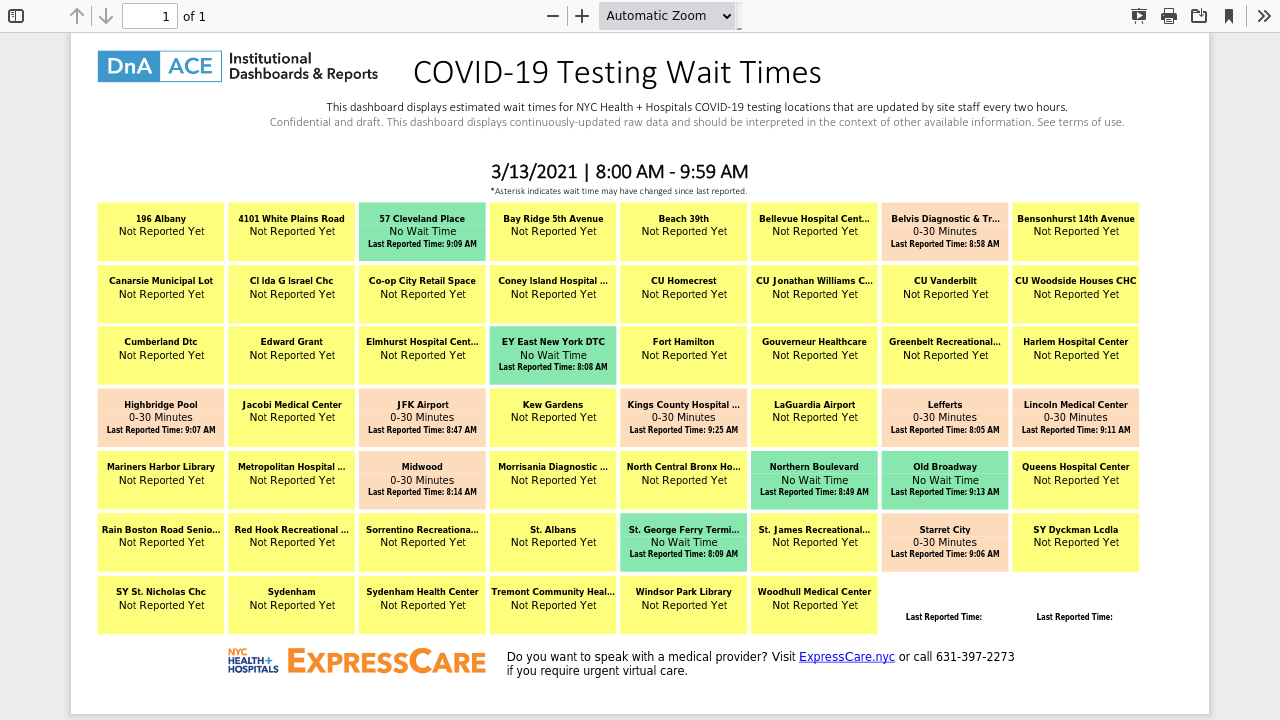 1 of 1
Automatic Zoom
DnA ACE Institutional Dashboards & Reports
COVID-19 Testing Wait Times
This dashboard displays estimated wait times for NYC Health + Hospitals COVID-19 testing locations that are updated by site staff every two hours.
Confidential and draft. This dashboard displays continuously-updated raw data and should be interpreted in the context of other available information. See terms of use.
3/13/2021 | 8:00 AM - 9:59 AM
*Asterisk indicates wait time may have changed since last reported.
196 Albany
Not Reported Yet
4101 White Plains Road
Not Reported Yet
57 Cleveland Place
No Wait Time
Last Reported Time: 9:09 AM
Bay Ridge 5th Avenue
Not Reported Yet
Beach 39th
Not Reported Yet
Bellevue Hospital Cent...
Not Reported Yet
Belvis Diagnostic & Tr...
0-30 Minutes
Last Reported Time: 8:58 AM
Bensonhurst 14th Avenue
Not Reported Yet
Canarsie Municipal Lot
Not Reported Yet
Cl Ida G Israel Chc
Not Reported Yet
Co-op City Retail Space
Not Reported Yet
Coney Island Hospital ...
Not Reported Yet
CU Homecrest
Not Reported Yet
CU Jonathan Williams C...
Not Reported Yet
CU Vanderbilt
Not Reported Yet
CU Woodside Houses CHC
Not Reported Yet
Cumberland Dtc
Not Reported Yet
Edward Grant
Not Reported Yet
Elmhurst Hospital Cent...
Not Reported Yet
EY East New York DTC
No Wait Time
Last Reported Time: 8:08 AM
Fort Hamilton
Not Reported Yet
Gouverneur Healthcare
Not Reported Yet
Greenbelt Recreational...
Not Reported Yet
Harlem Hospital Center
Not Reported Yet
Highbridge Pool
0-30 Minutes
Last Reported Time: 9:07 AM
Jacobi Medical Center
Not Reported Yet
JFK Airport
0-30 Minutes
Last Reported Time: 8:47 AM
Kew Gardens
Not Reported Yet
Kings County Hospital ...
0-30 Minutes
Last Reported Time: 9:25 AM
LaGuardia Airport
Not Reported Yet
Lefferts
0-30 Minutes
Last Reported Time: 8:05 AM
Lincoln Medical Center
0-30 Minutes
Last Reported Time: 9:11 AM
Mariners Harbor Library
Not Reported Yet
Metropolitan Hospital ...
Not Reported Yet
Midwood
0-30 Minutes
Last Reported Time: 8:14 AM
Morrisania Diagnostic ...
Not Reported Yet
North Central Bronx Ho...
Not Reported Yet
Northern Boulevard
No Wait Time
Last Reported Time: 8:49 AM
Old Broadway
No Wait Time
Last Reported Time: 9:13 AM
Queens Hospital Center
Not Reported Yet
Rain Boston Road Senio...
Not Reported Yet
Red Hook Recreational ...
Not Reported Yet
Sorrentino Recreationa...
Not Reported Yet
St. Albans
Not Reported Yet
St. George Ferry Termi...
No Wait Time
Last Reported Time: 8:09 AM
St. James Recreational...
Not Reported Yet
Starret City
0-30 Minutes
Last Reported Time: 9:06 AM
SY Dyckman Lcdla
Not Reported Yet
SY St. Nicholas Chc
Not Reported Yet
Sydenham
Not Reported Yet
Sydenham Health Center
Not Reported Yet
Tremont Community Heal...
Not Reported Yet
Windsor Park Library
Not Reported Yet
Woodhull Medical Center
Not Reported Yet
Last Reported Time:
Last Reported Time:
NYC HEALTH+ HOSPITALS
EXPRESSCARE
Do you want to speak with a medical provider? Visit ExpressCare.nyc or call 631-397-2273
if you require urgent virtual care.